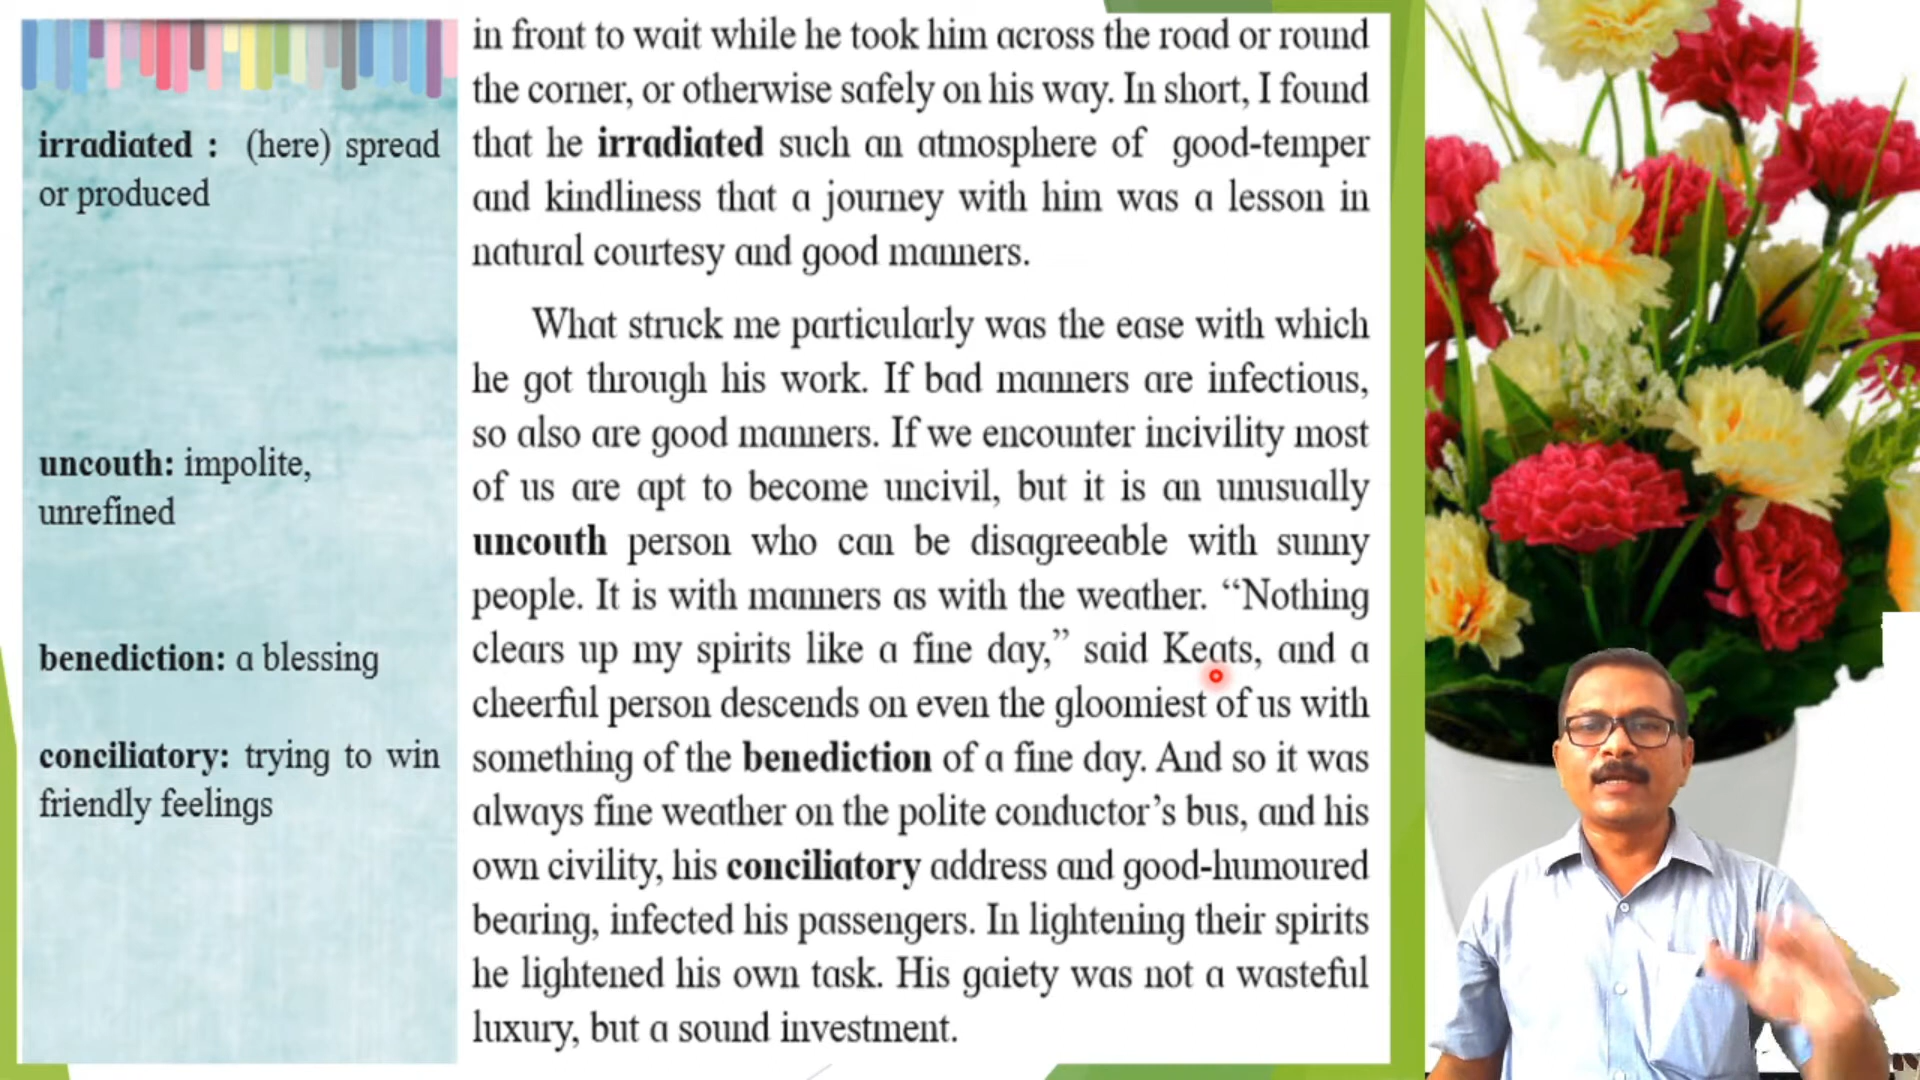 irradiated : (here) spread
or produced
uncouth: impolite,
unrefined
benediction: a blessing
conciliatory: trying to win
friendly feelings
in front to wait while he took him across the road or round
the corner, or otherwise safely on his way. In short, I found
that he irradiated such an atmosphere of good-temper
and kindliness that a journey with him was a lesson in
natural courtesy and good manners.
What struck me particularly was the ease with which
he got through his work. If bad manners are infectious,
so also are good manners. If we encounter incivility most
of us are apt to become uncivil, but it is an unusually
uncouth person who can be disagreeable with sunny
people. It is with manners as with the weather. “Nothing
clears up my spirits like a fine day,” said Keats, and a
cheerful person descends on even the gloomiest of us with
something of the benediction of a fine day. And so it was
always fine weather on the polite conductor’s bus, and his
own civility, his conciliatory address and good-humoured
bearing, infected his passengers. In lightening their spirits
he lightened his own task. His gaiety was not a wasteful
luxury, but a sound investment.